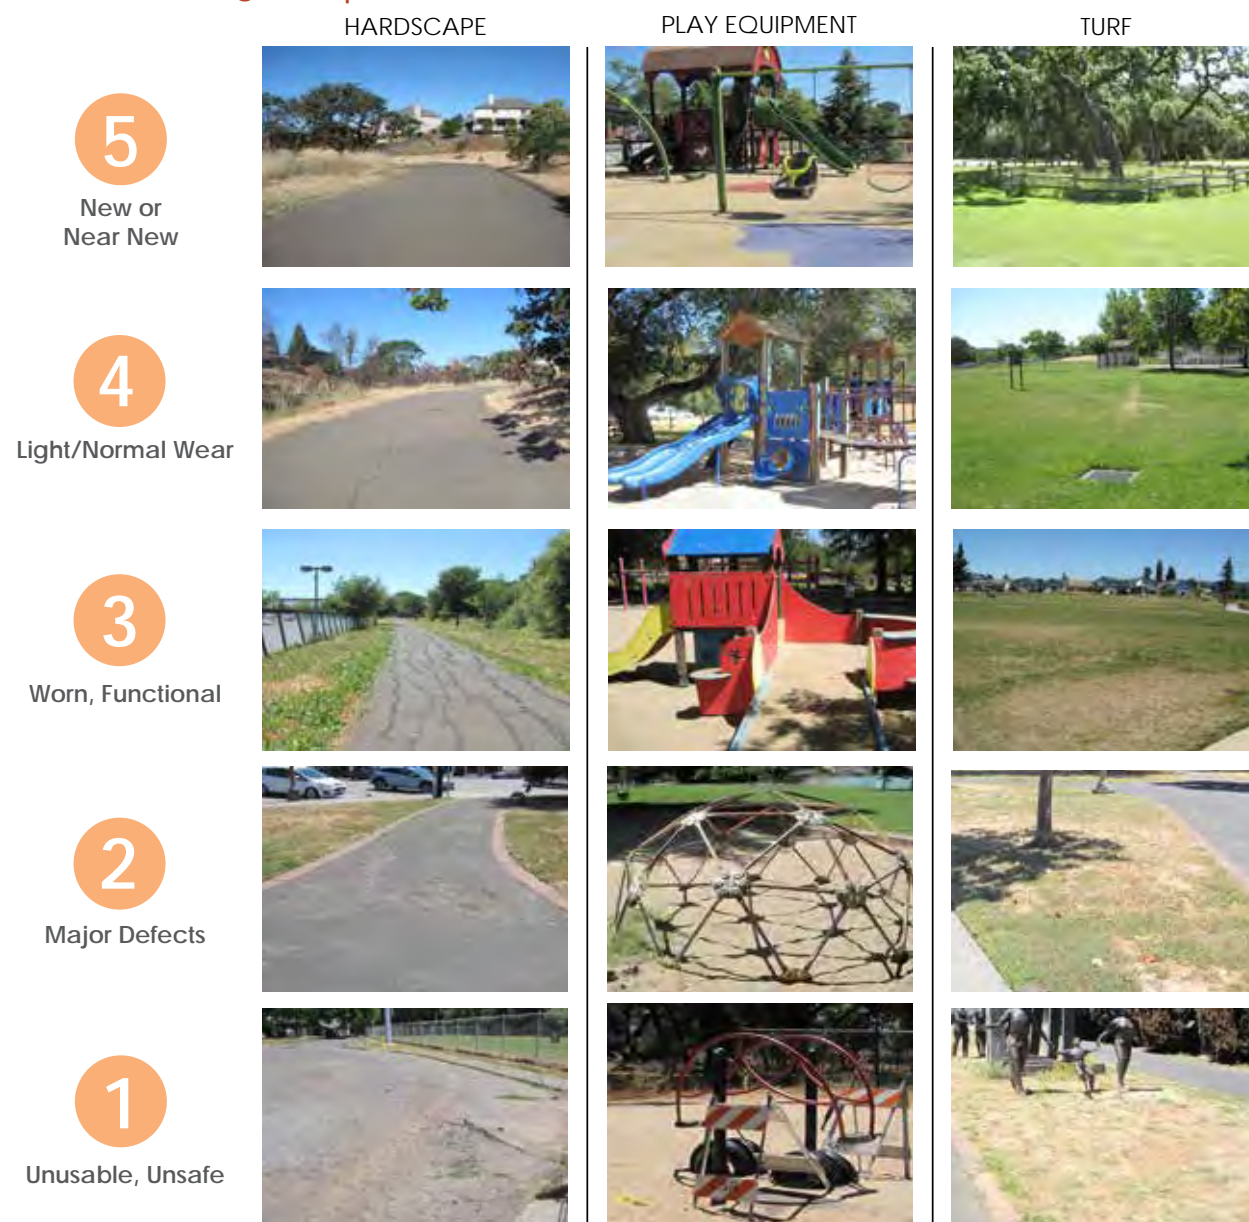 HARDSCAPE
PLAY EQUIPMENT
TURF
5
New or
Near New
4
Light/Normal Wear
3
Worn, Functional
2
Major Defects
1
Unusable, Unsafe